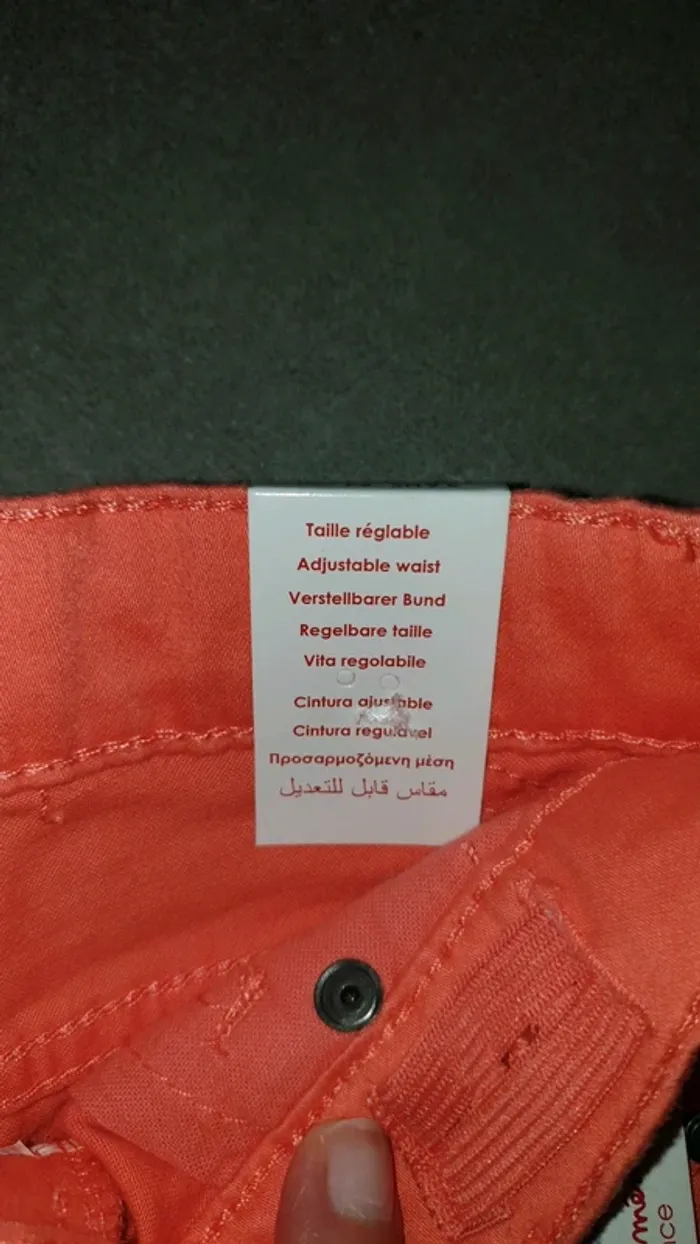 Taille réglable
Adjustable waist
Verstellbarer Bund
Regelbare taille
Vita regolabile
Cintura ajustable
Cintura regulável
Προσαρμοζόμενη μέση
مقاس قابل للتعديل